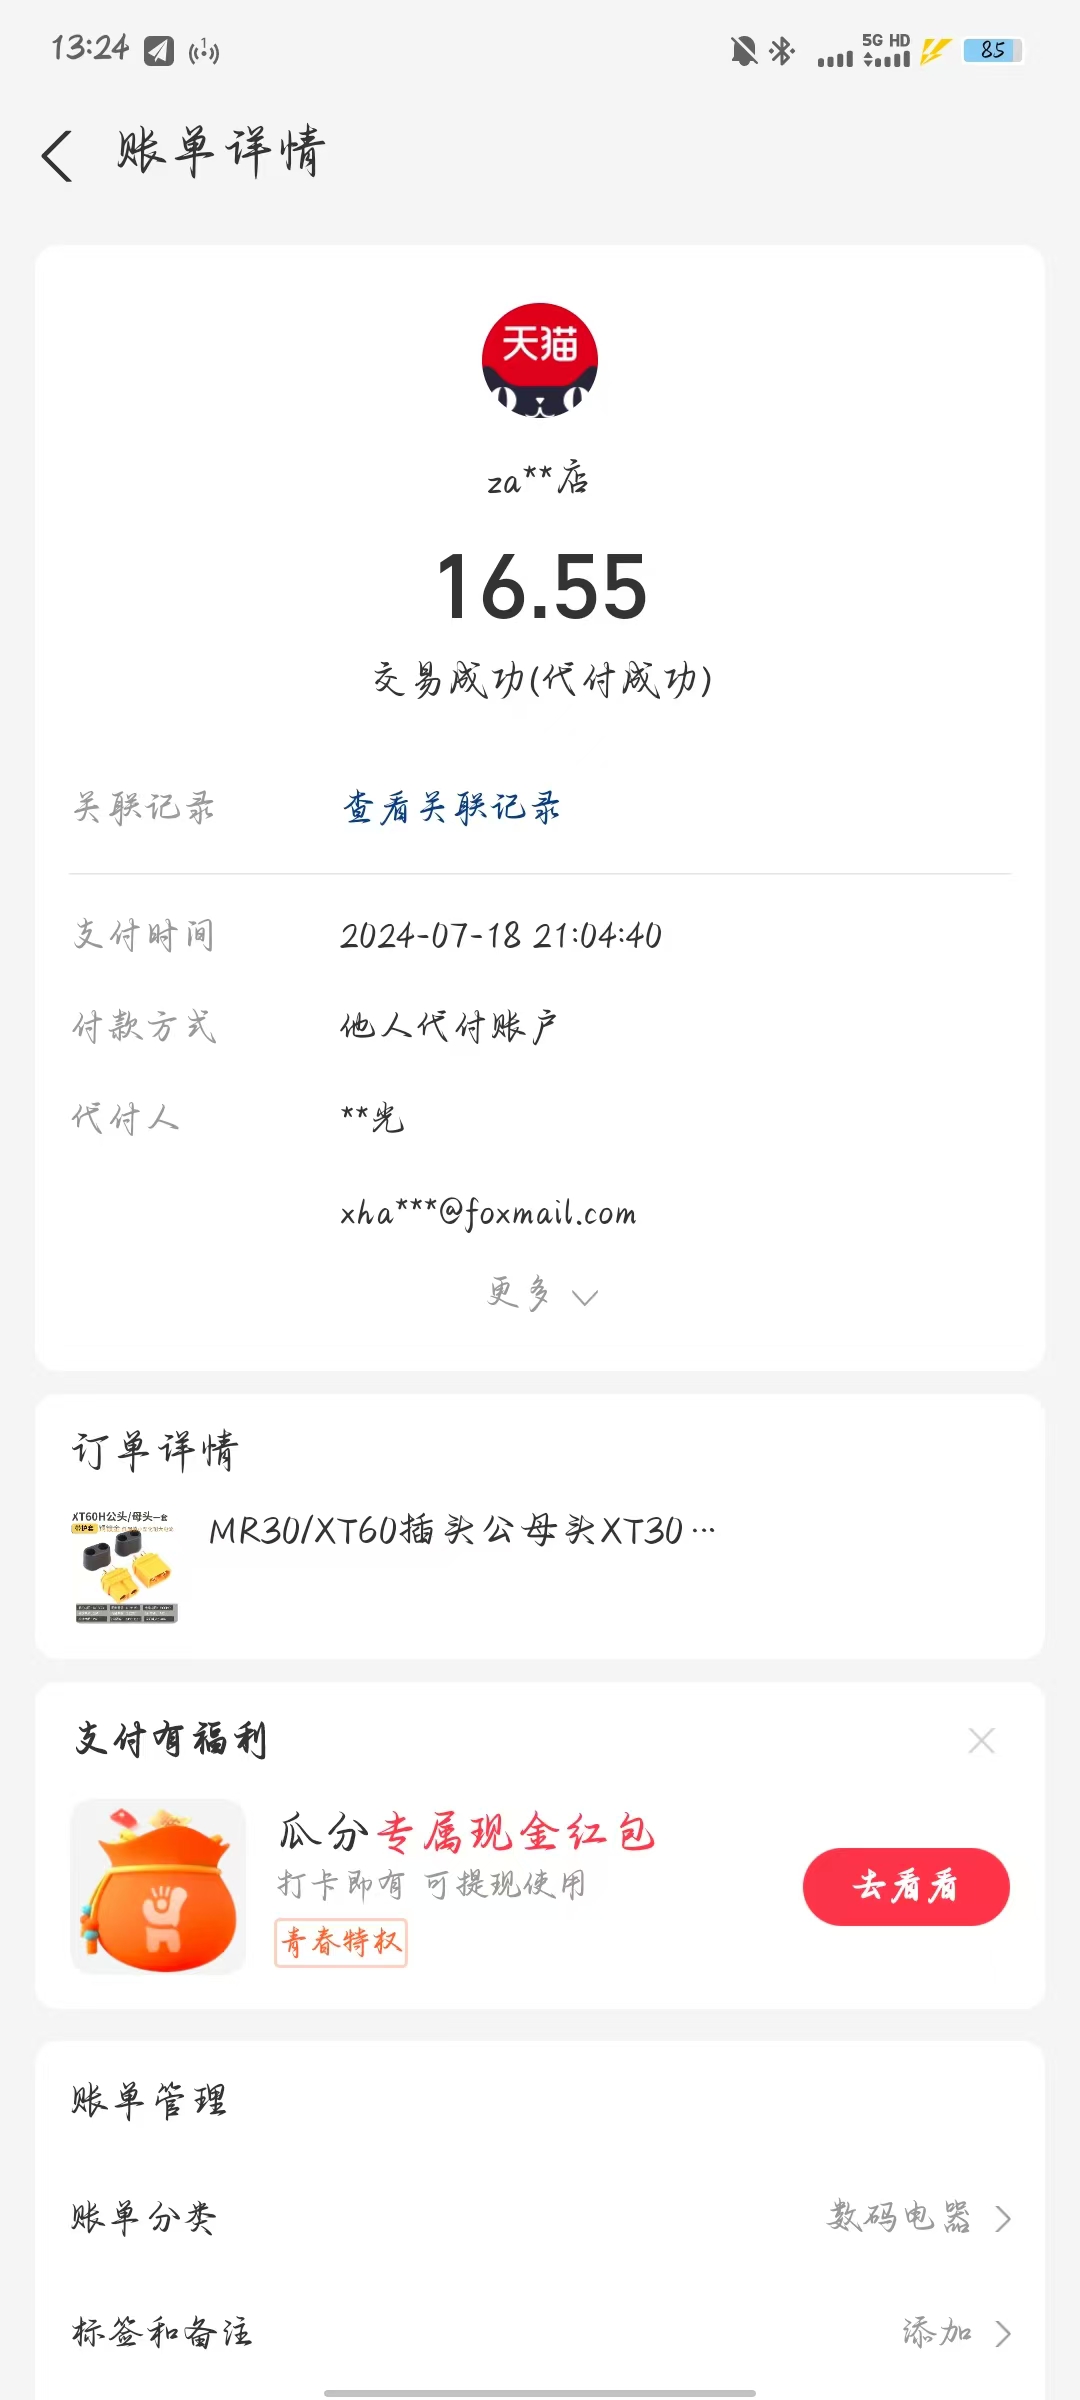 13:24
5G HD
85
账单详情
天猫
za**店
16.55
交易成功(代付成功)
关联记录 查看关联记录
支付时间 2024-07-18 21:04:40
付款方式 他人代付账户
代付人 **光
xha***@foxmail.com
更多
订单详情
XT60H公头/母头一套
带护套
MR30/XT60插头公母头XT30…
支付有福利
瓜分专属现金红包
打卡即有 可提现使用
去看看
青春特权
账单管理
账单分类 数码电器
标签和备注 添加